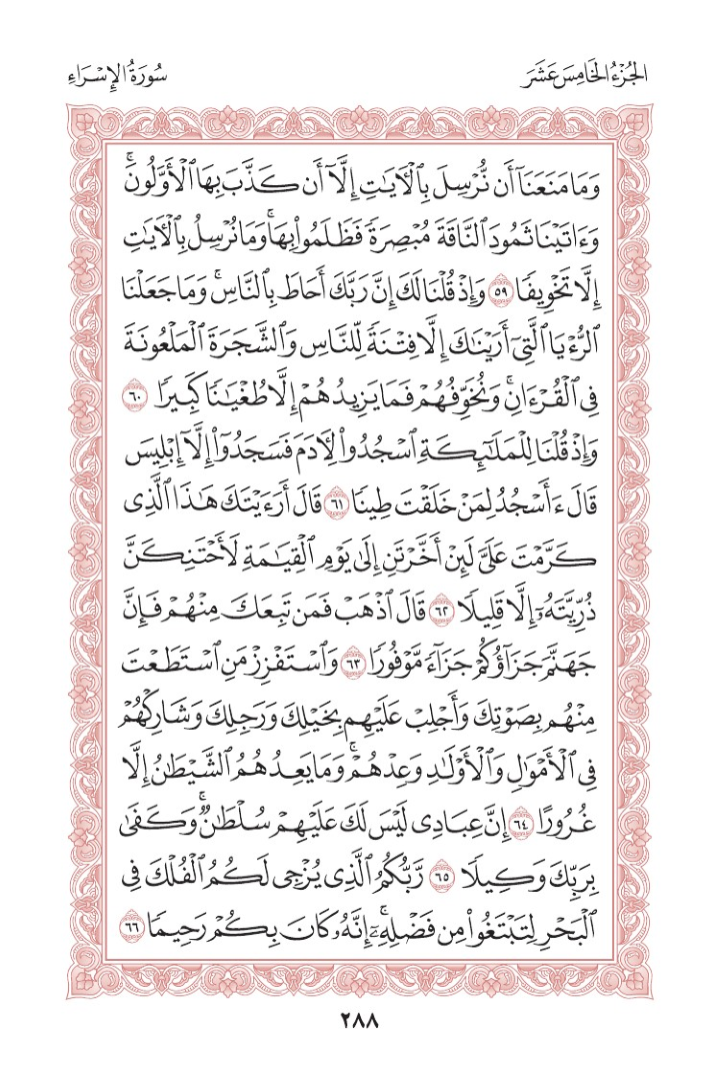 الجُزْءُ الخَامِسَ عَشَرَ
سُورَةُ الإِسْرَاءِ
وَمَا مَنَعَنَآ أَن نُّرْسِلَ بِٱلْأٓيَٰتِ إِلَّآ أَن كَذَّبَ بِهَا ٱلْأَوَّلُونَۚ
وَءَاتَيْنَا ثَمُودَ ٱلنَّاقَةَ مُبْصِرَةً فَظَلَمُوا۟ بِهَاۚ وَمَا نُرْسِلُ بِٱلْأٓيَٰتِ
إِلَّا تَخْوِيفًا ٥٩ وَإِذْ قُلْنَا لَكَ إِنَّ رَبَّكَ أَحَاطَ بِٱلنَّاسِۚ وَمَا جَعَلْنَا
ٱلرُّءْيَا ٱلَّتِىٓ أَرَيْنَٰكَ إِلَّا فِتْنَةً لِّلنَّاسِ وَٱلشَّجَرَةَ ٱلْمَلْعُونَةَ
فِى ٱلْقُرْءَانِۚ وَنُخَوِّفُهُمْ فَمَا يَزِيدُهُمْ إِلَّا طُغْيَٰنًا كَبِيرًا ٦٠
وَإِذْ قُلْنَا لِلْمَلَٰٓئِكَةِ ٱسْجُدُوا۟ لِأٓدَمَ فَسَجَدُوٓا۟ إِلَّآ إِبْلِيسَ
قَالَ ءَأَسْجُدُ لِمَنْ خَلَقْتَ طِينًا ٦١ قَالَ أَرَءَيْتَكَ هَٰذَا ٱلَّذِى
كَرَّمْتَ عَلَىَّ لَئِنْ أَخَّرْتَنِ إِلَىٰ يَوْمِ ٱلْقِيَٰمَةِ لَأَحْتَنِكَنَّ
ذُرِّيَّتَهُۥٓ إِلَّا قَلِيلًا ٦٢ قَالَ ٱذْهَبْ فَمَن تَبِعَكَ مِنْهُمْ فَإِنَّ
جَهَنَّمَ جَزَآؤُكُمْ جَزَآءً مَّوْفُورًا ٦٣ وَٱسْتَفْزِزْ مَنِ ٱسْتَطَعْتَ
مِنْهُم بِصَوْتِكَ وَأَجْلِبْ عَلَيْهِم بِخَيْلِكَ وَرَجِلِكَ وَشَارِكْهُمْ
فِى ٱلْأَمْوَٰلِ وَٱلْأَوْلَٰدِ وَعِدْهُمْۚ وَمَا يَعِدُهُمُ ٱلشَّيْطَٰنُ إِلَّا
غُرُورًا ٦٤ إِنَّ عِبَادِى لَيْسَ لَكَ عَلَيْهِمْ سُلْطَٰنٌۚ وَكَفَىٰ
بِرَبِّكَ وَكِيلًا ٦٥ رَّبُّكُمُ ٱلَّذِى يُزْجِى لَكُمُ ٱلْفُلْكَ فِى
ٱلْبَحْرِ لِتَبْتَغُوا۟ مِن فَضْلِهِۦٓۚ إِنَّهُۥ كَانَ بِكُمْ رَحِيمًا ٦٦
٢٨٨